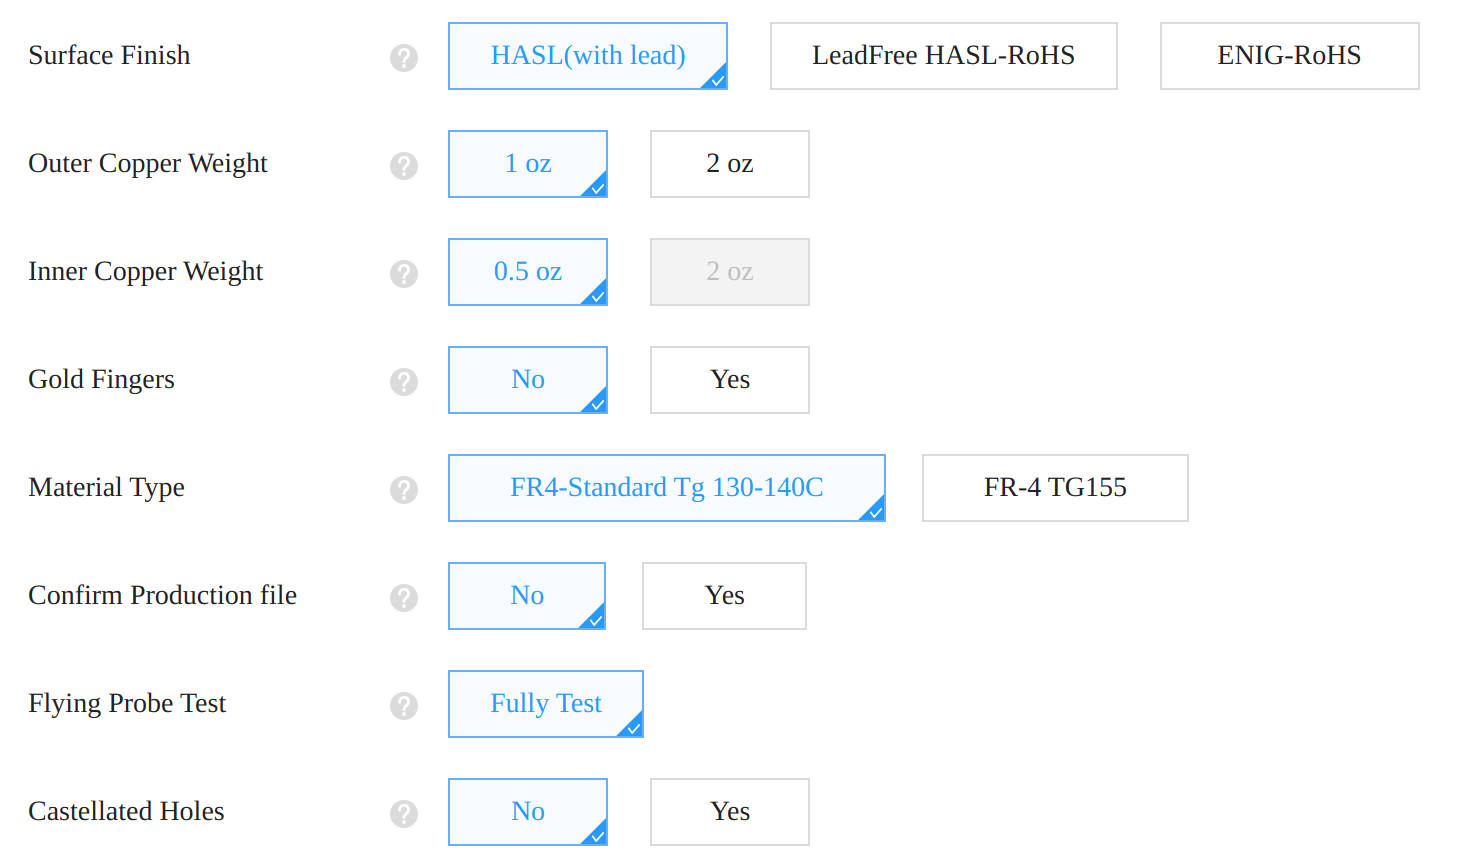 Surface Finish ? HASL(with lead) LeadFree HASL-RoHS ENIG-RoHS
Outer Copper Weight ? 1 oz 2 oz
Inner Copper Weight ? 0.5 oz 2 oz
Gold Fingers ? No Yes
Material Type ? FR4-Standard Tg 130-140C FR-4 TG155
Confirm Production file ? No Yes
Flying Probe Test ? Fully Test
Castellated Holes ? No Yes